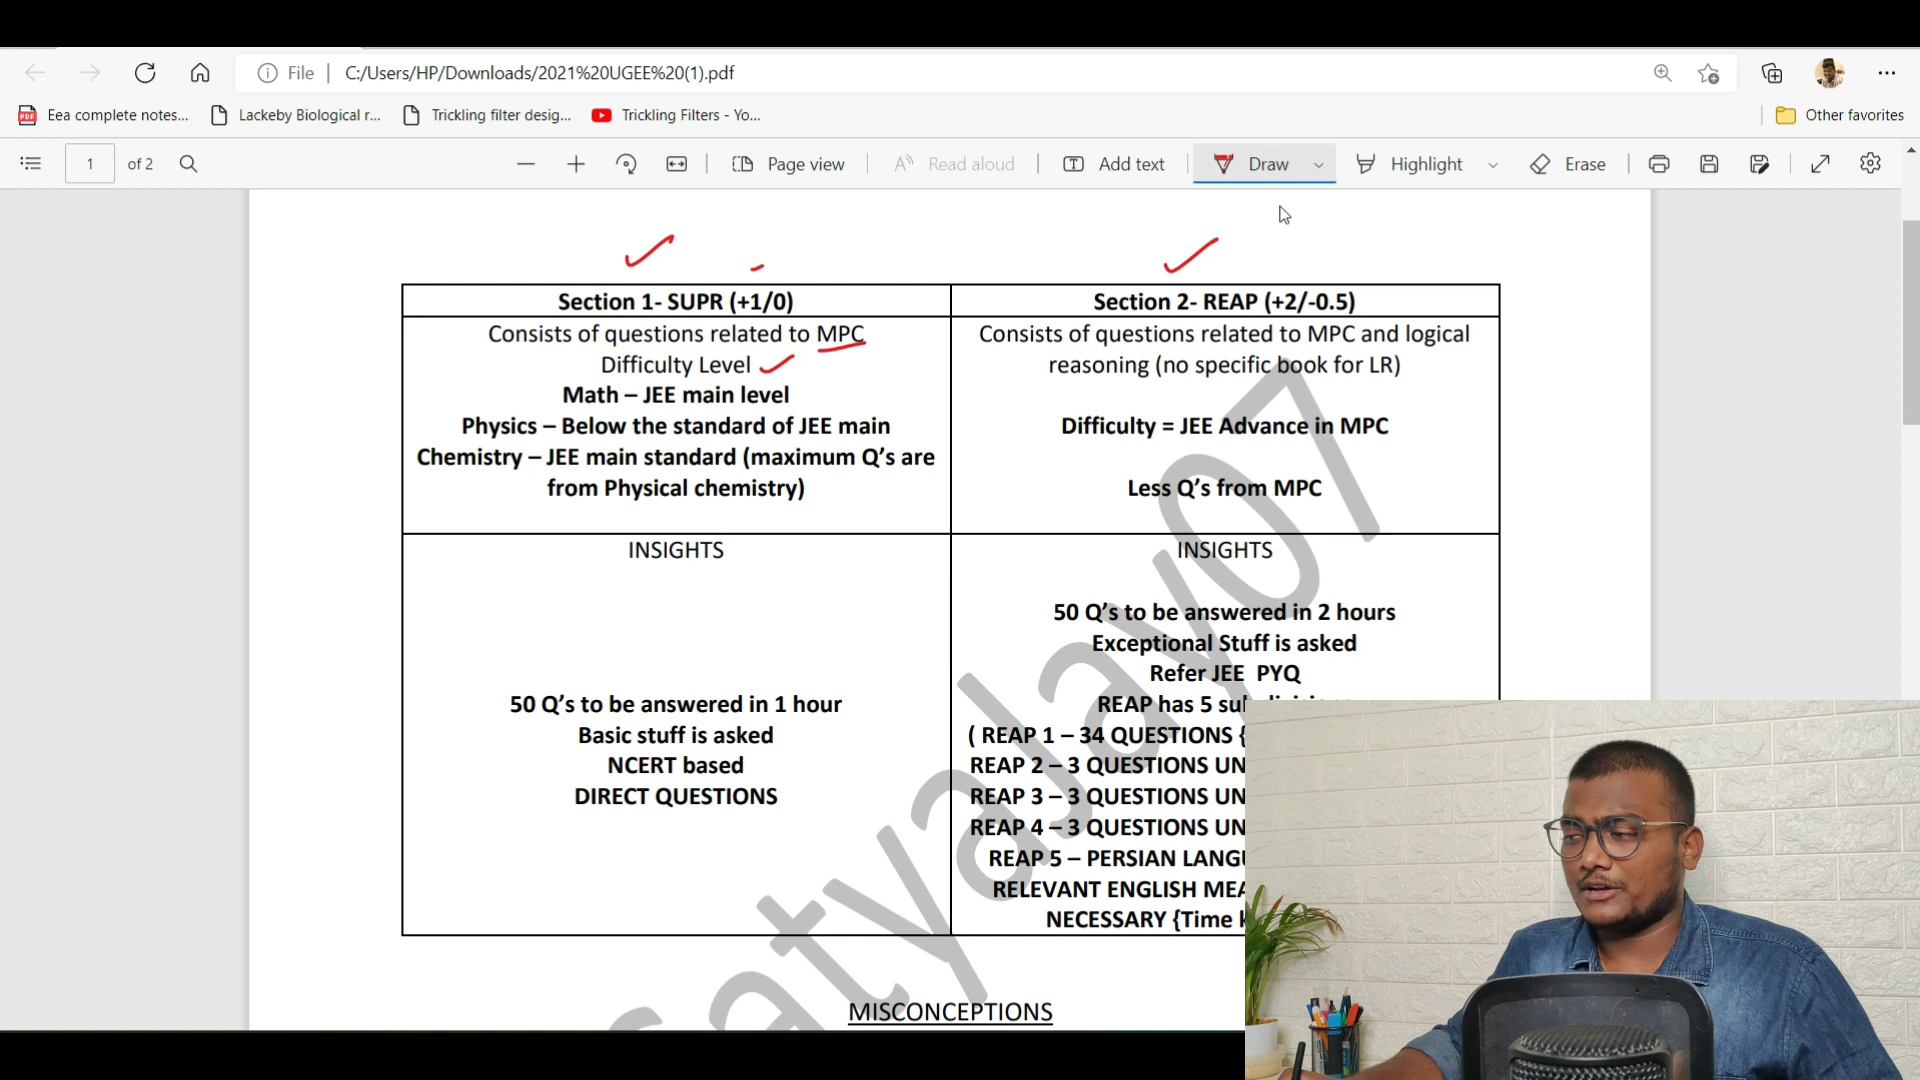 File
C:/Users/HP/Downloads/2021%20UGEE%20(1).pdf
Eea complete notes...
Lackeby Biological r...
Trickling filter desig...
Trickling Filters - Yo...
Other favorites
1 of 2
Page view
Read aloud
Add text
Draw
Highlight
Erase
Section 1- SUPR (+1/0)
Consists of questions related to MPC
Difficulty Level
Math – JEE main level
Physics – Below the standard of JEE main
Chemistry – JEE main standard (maximum Q’s are
from Physical chemistry)
INSIGHTS
50 Q’s to be answered in 1 hour
Basic stuff is asked
NCERT based
DIRECT QUESTIONS
Section 2- REAP (+2/-0.5)
Consists of questions related to MPC and logical
reasoning (no specific book for LR)
Difficulty = JEE Advance in MPC
Less Q’s from MPC
INSIGHTS
50 Q’s to be answered in 2 hours
Exceptional Stuff is asked
Refer JEE PYQ
REAP has 5
( REAP 1 – 34 QUESTIONS {
REAP 2 – 3 QUESTIONS
REAP 3 – 3 QUESTIONS
REAP 4 – 3 QUESTIONS
REAP 5 – PERSIAN
RELEVANT ENGLISH
NECESSARY {Time
MISCONCEPTIONS
SatyaJay07